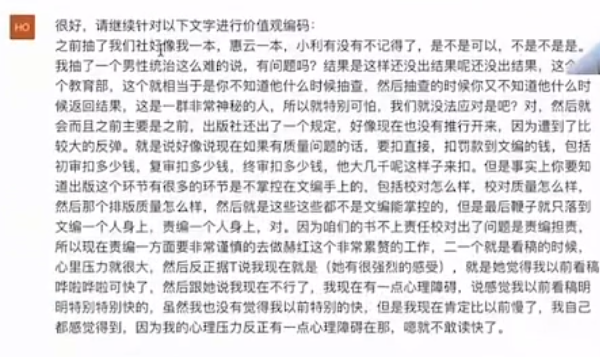 HO
很好，请继续针对以下文字进行价值观编码：
之前抽了我们社好像我一本，惠云一本，小利有没有不记得了，是不是可以，不是不是是。
我抽了一个男性统治这么难的说，有问题吗？结果是这样还没出结果呢还没出结果，这个
个教育部，这个就相当于是你不知道他什么时候抽查，然后抽查的时候你又不知道他什么时
候返回结果，这是一群非常神秘的人，所以就特别可怕，我们就没法应对是吧？对，然后就
会而且之前主要是之前，出版社还出了一个规定，好像现在也没有推行开来，因为遭到了比
较大的反弹。就是说好像说现在如果有质量问题的话，要扣直接，扣罚款到文编的钱，包括
初审扣多少钱，复审扣多少钱，终审扣多少钱，他大几千呢这样子来扣。但是事实上你要知
道出版这个环节有很多的环节是不掌控在文编手上的，包括校对怎么样，校对质量怎么样，
然后那个排版质量怎么样，然后就是这些这些都不是文编能掌控的，但是最后鞭子就只落到
文编一个人身上，责编一个人身上，对。因为咱们的书不上责任校对出了问题是责编担责，
所以现在责编一方面要非常谨慎的去做赫红这个非常累赘的工作，二一个就是看稿的时候，
心里压力就很大，然后反正据T说我现在就是（她有很强烈的感受），就是她觉得我以前看稿
哗啦哗啦可快了，然后跟她说我现在不行了，我现在有一点心理障碍，说感觉我以前看稿明
明特别特别快的，虽然我也没有觉得我以前特别的快，但是我现在肯定比以前慢了，我自己
都感觉得到，因为我的心理压力反正有一点心理障碍在那，嗯就不敢读快了。